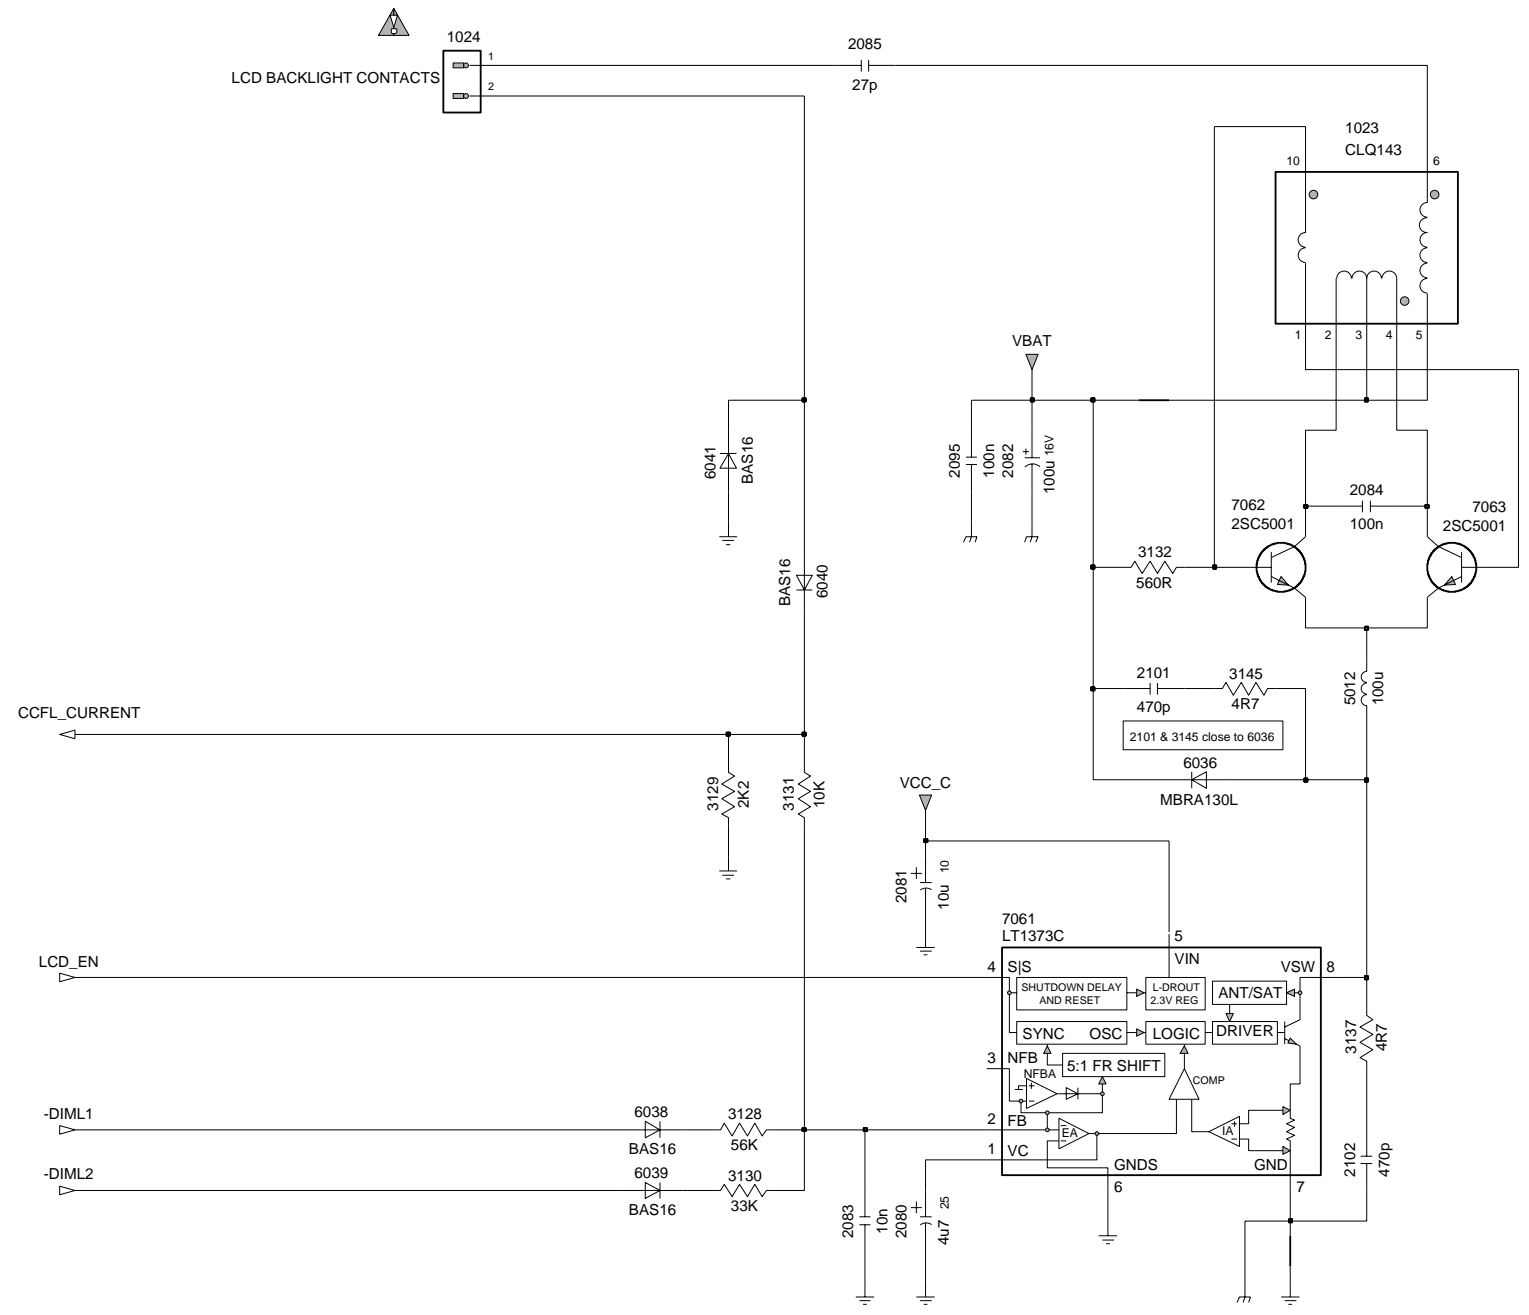 1024
1
LCD BACKLIGHT CONTACTS
2
2085
27p
1023
CLQ143
10
6
1
2
3
4
5
VBAT
6041
BAS16
2095
100n
2082
100u 16V
+
7062
2SC5001
2084
100n
7063
2SC5001
3132
560R
BAS16
6040
2101
470p
3145
4R7
5012
100u
2101 & 3145 close to 6036
6036
MBRA130L
CCFL_CURRENT
3129
2K2
3131
10K
VCC_C
2081
+
10u 10
7061
LT1373C
5
VIN
LCD_EN
4
S|S
VSW
8
SHUTDOWN DELAY
AND RESET
L-DROUT
2.3V REG
ANT/SAT
SYNC
OSC
LOGIC
DRIVER
3137
4R7
3
NFB
NFBA
+
−
5:1 FR SHIFT
COMP
-DIML1
6038
BAS16
3128
56K
2
FB
−
−
EA
IA
+
−
1
VC
GNDS
GND
6
7
2102
470p
-DIML2
6039
BAS16
3130
33K
2083
10n
2080
+
4u7 25